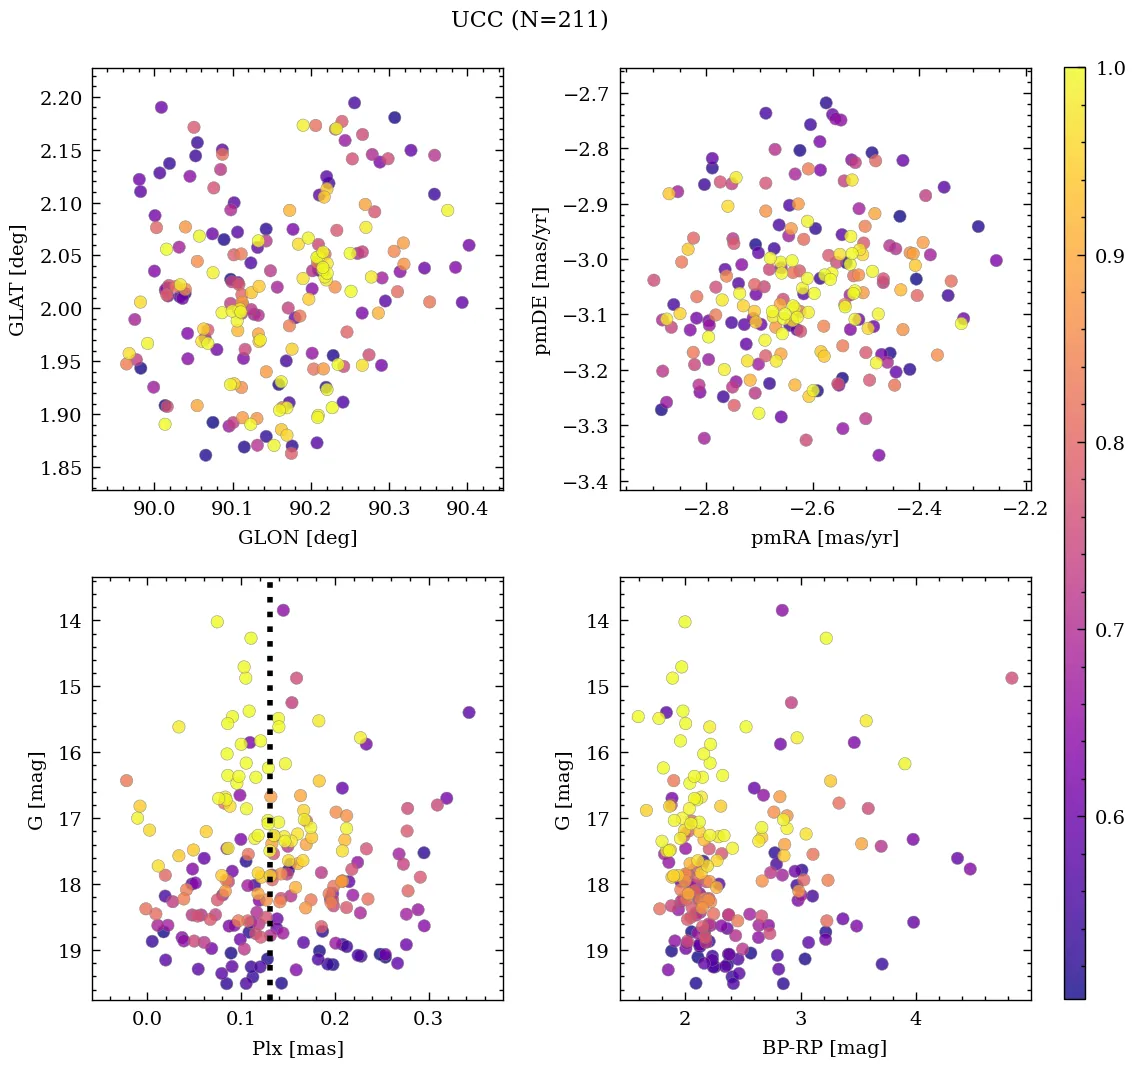 UCC (N=211)
2.20
2.15
2.10
2.05
2.00
1.95
1.90
1.85
GLAT [deg]
90.0 90.1 90.2 90.3 90.4
GLON [deg]
−2.7
−2.8
−2.9
−3.0
−3.1
−3.2
−3.3
−3.4
pmDE [mas/yr]
−2.8 −2.6 −2.4 −2.2
pmRA [mas/yr]
14
15
16
17
18
19
G [mag]
0.0 0.1 0.2 0.3
Plx [mas]
14
15
16
17
18
19
G [mag]
2 3 4
BP-RP [mag]
1.0
0.9
0.8
0.7
0.6